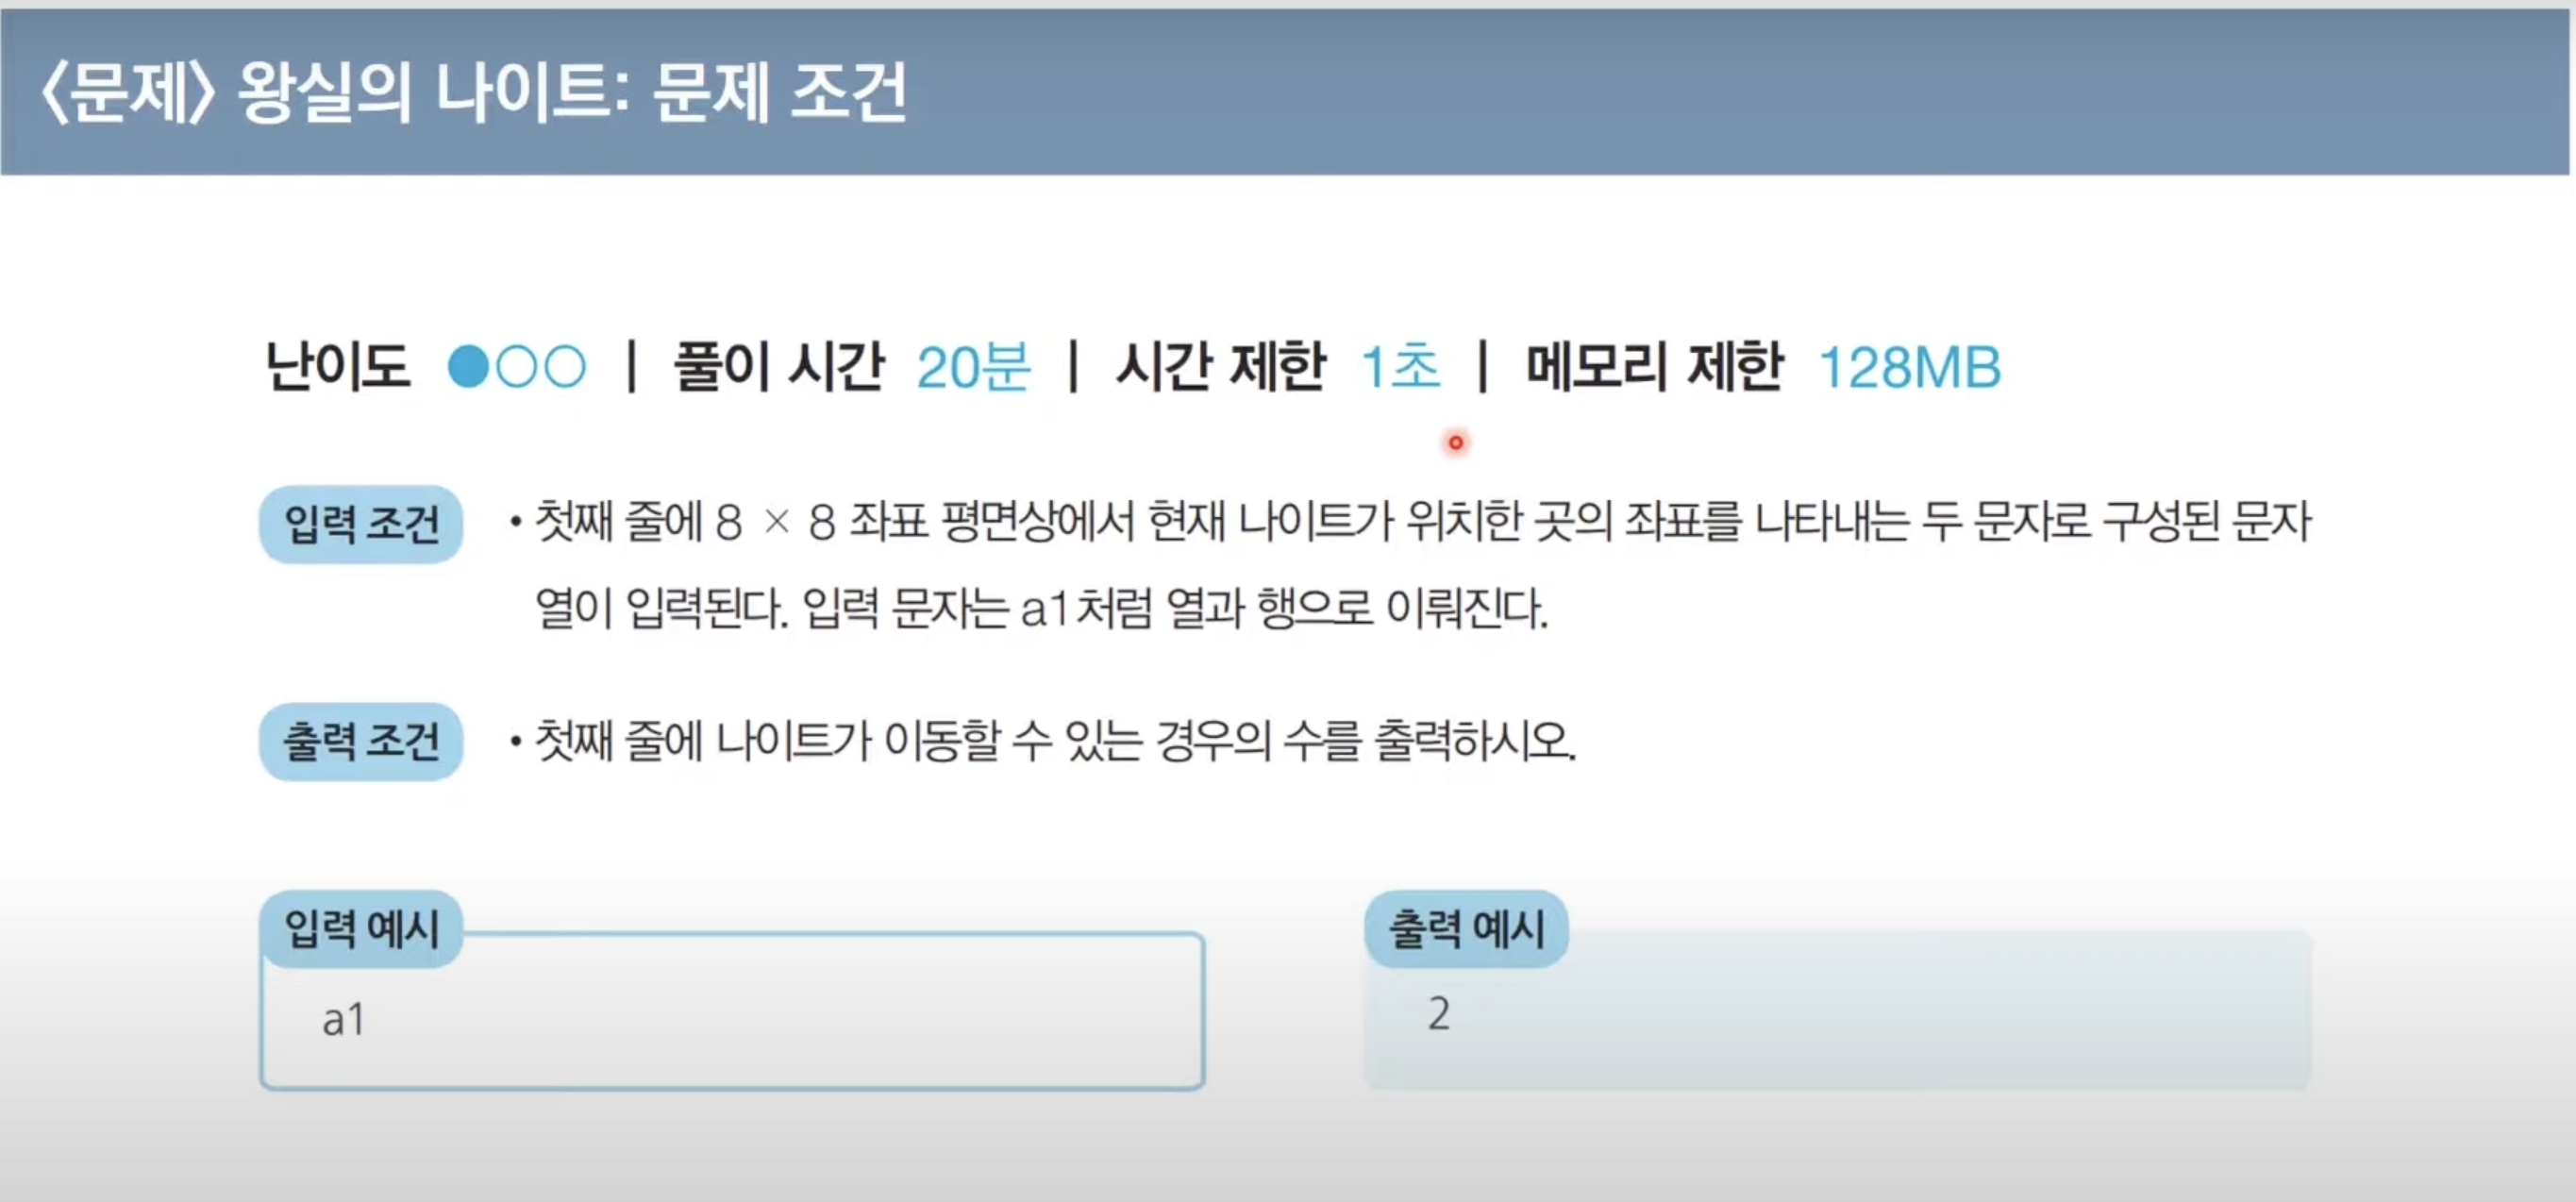 <문제> 왕실의 나이트: 문제 조건
난이도 ●○○ | 풀이 시간 20분 | 시간 제한 1초 | 메모리 제한 128MB
입력 조건 • 첫째 줄에 8 × 8 좌표 평면상에서 현재 나이트가 위치한 곳의 좌표를 나타내는 두 문자로 구성된 문자
열이 입력된다. 입력 문자는 a1처럼 열과 행으로 이뤄진다.
출력 조건 • 첫째 줄에 나이트가 이동할 수 있는 경우의 수를 출력하시오.
입력 예시
a1
출력 예시
2